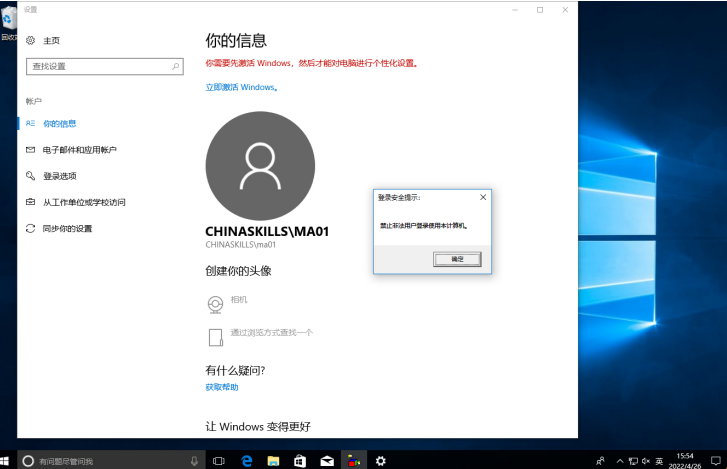 设置
回收站
主页
你的信息
你需要先激活 Windows，然后才能对电脑进行个性化设置。
查找设置
立即激活 Windows。
帐户
你的信息
电子邮件和应用帐户
登录选项
从工作单位或学校访问
同步你的设置
登录安全提示:
禁止非法用户登录使用本计算机。
确定
CHINASKILLS\MA01
CHINASKILLS\ma01
创建你的头像
相机
通过浏览方式查找一个
有什么疑问?
获取帮助
让 Windows 变得更好
有问题尽管问我
英
15:54
2022/4/26